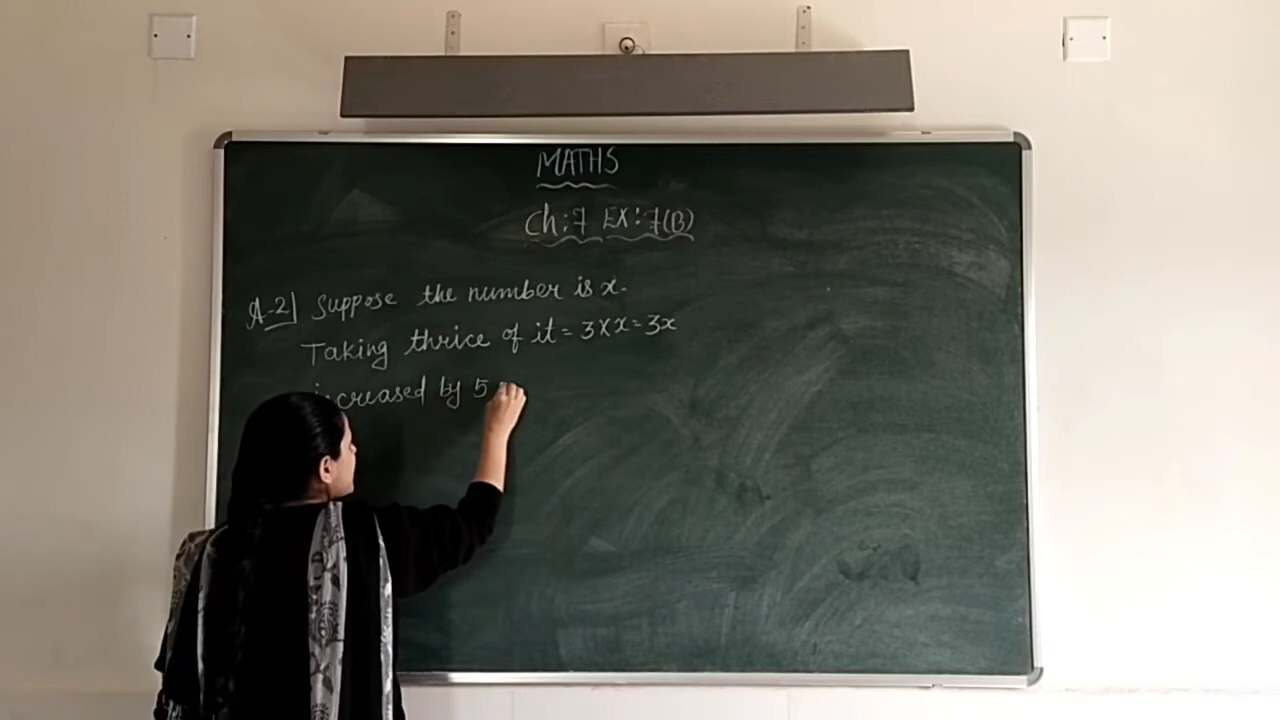 MATHS
Ch:7 EX:7(B)
A-2] Suppose the number is x.
Taking thrice of it = 3×x = 3x
increased by 5